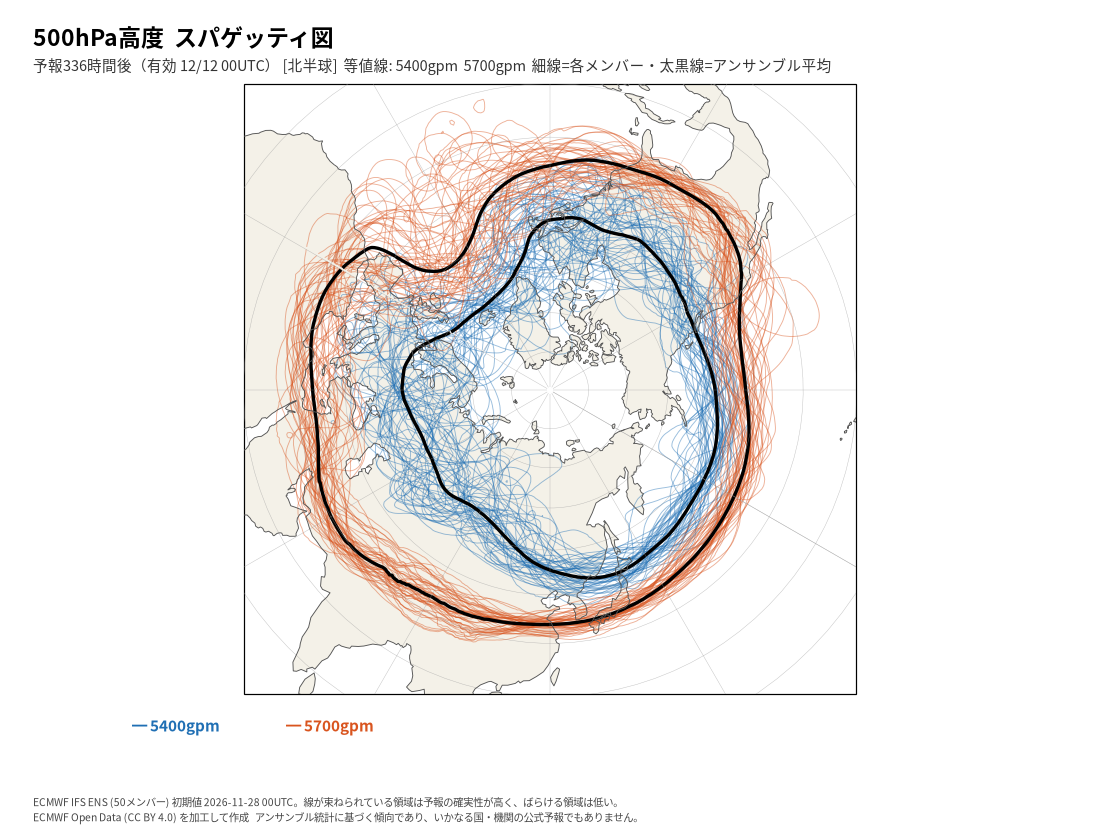 500hPa高度 スパゲッティ図
予報336時間後（有効 12/12 00UTC） [北半球] 等値線: 5400gpm 5700gpm 細線=各メンバー・太黒線=アンサンブル平均
5400gpm 5700gpm
ECMWF IFS ENS (50メンバー) 初期値 2026-11-28 00UTC。線が束ねられている領域は予報の確実性が高く、ばらける領域は低い。
ECMWF Open Data (CC BY 4.0) を加工して作成 アンサンブル統計に基づく傾向であり、いかなる国・機関の公式予報でもありません。